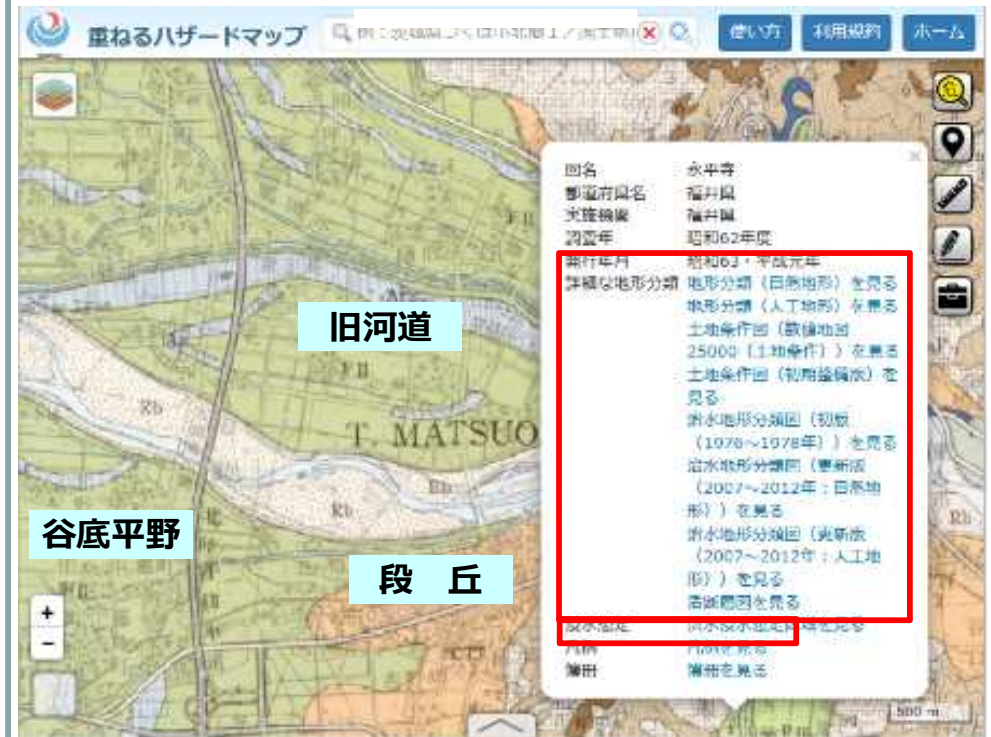 重ねるハザードマップ
使い方
利用規約
ホーム
図名 永平寺
都道府県名 福井県
実施機関 福井県
調査年 昭和62年度
発行年月 昭和63・平成元年
詳細な地形分類 地形分類（自然地形）を見る
地形分類（人工地形）を見る
土地条件図（数値地図
25000（土地条件））を見る
土地条件図（初期整備版）を
見る
治水地形分類図（初版
（1976～1978年））を見る
治水地形分類図（更新版
（2007～2012年：自然地
形））を見る
治水地形分類図（更新版
（2007～2012年：人工地
形））を見る
活断層図を見る
浸水想定
凡例 凡例を見る
簿冊 簿冊を見る
旧河道
F II
F II
Rb
T. MATSUO
Rb
Rb
Rb
谷底平野
段 丘
+
−
500 m